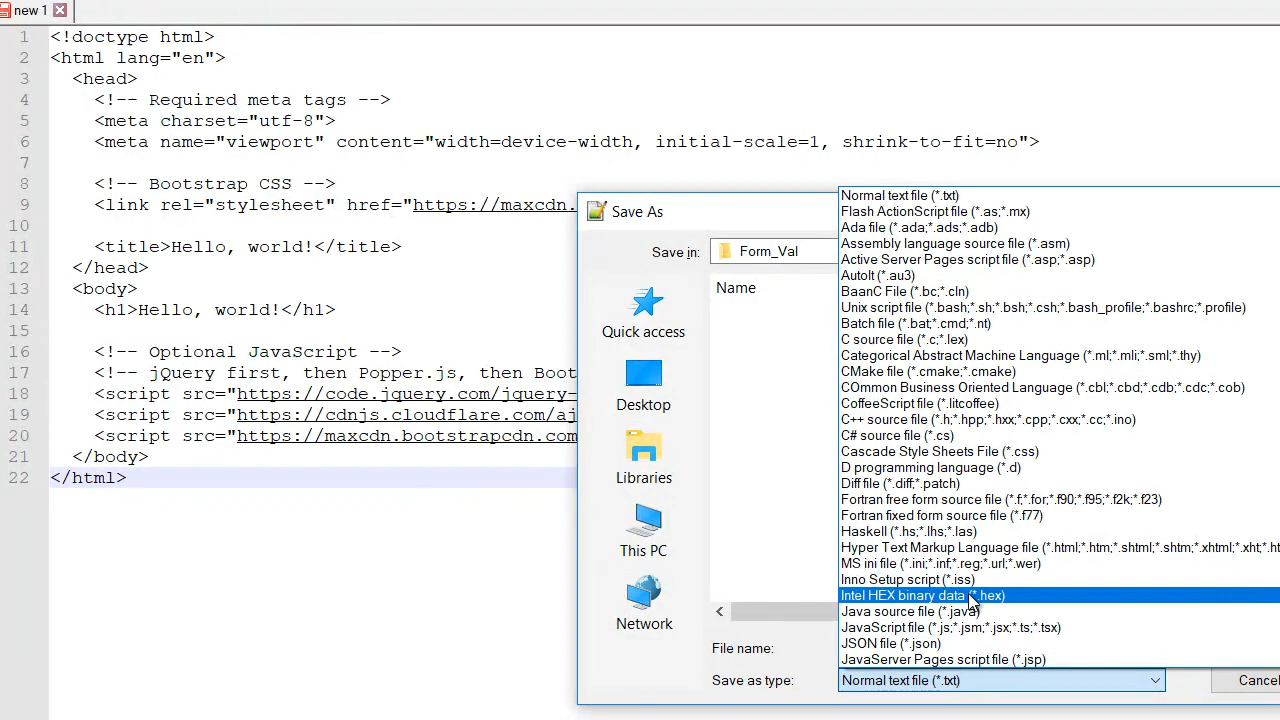 new 1
1 <!doctype html>
2 <html lang="en">
3 <head>
4 <!-- Required meta tags -->
5 <meta charset="utf-8">
6 <meta name="viewport" content="width=device-width, initial-scale=1, shrink-to-fit=no">
7
8 <!-- Bootstrap CSS -->
9 <link rel="stylesheet" href="https://maxcdn.
10
11 <title>Hello, world!</title>
12 </head>
13 <body>
14 <h1>Hello, world!</h1>
15
16 <!-- Optional JavaScript -->
17 <!-- jQuery first, then Popper.js, then Boot
18 <script src="https://code.jquery.com/jquery-
19 <script src="https://cdnjs.cloudflare.com/aj
20 <script src="https://maxcdn.bootstrapcdn.com
21 </body>
22 </html>
Save As
Save in: Form_Val
Name
Quick access
Desktop
Libraries
This PC
Network
Normal text file (*.txt)
Flash ActionScript file (*.as;*.mx)
Ada file (*.ada;*.ads;*.adb)
Assembly language source file (*.asm)
Active Server Pages script file (*.asp;*.asp)
AutoIt (*.au3)
BaanC File (*.bc;*.cln)
Unix script file (*.bash;*.sh;*.bsh;*.csh;*.bash_profile;*.bashrc;*.profile)
Batch file (*.bat;*.cmd;*.nt)
C source file (*.c;*.lex)
Categorical Abstract Machine Language (*.ml;*.mli;*.sml;*.thy)
CMake file (*.cmake;*.cmake)
COmmon Business Oriented Language (*.cbl;*.cbd;*.cdb;*.cdc;*.cob)
CoffeeScript file (*.litcoffee)
C++ source file (*.h;*.hpp;*.hxx;*.cpp;*.cxx;*.cc;*.ino)
C# source file (*.cs)
Cascade Style Sheets File (*.css)
D programming language (*.d)
Diff file (*.diff;*.patch)
Fortran free form source file (*.f;*.for;*.f90;*.f95;*.f2k;*.f23)
Fortran fixed form source file (*.f77)
Haskell (*.hs;*.lhs;*.las)
Hyper Text Markup Language file (*.html;*.htm;*.shtml;*.shtm;*.xhtml;*.xht;*.ht
MS ini file (*.ini;*.inf;*.reg;*.url;*.wer)
Inno Setup script (*.iss)
Intel HEX binary data (*.hex)
Java source file (*.java)
JavaScript file (*.js;*.jsm;*.jsx;*.ts;*.tsx)
JSON file (*.json)
JavaServer Pages script file (*.jsp)
File name:
Save as type: Normal text file (*.txt)
Cancel